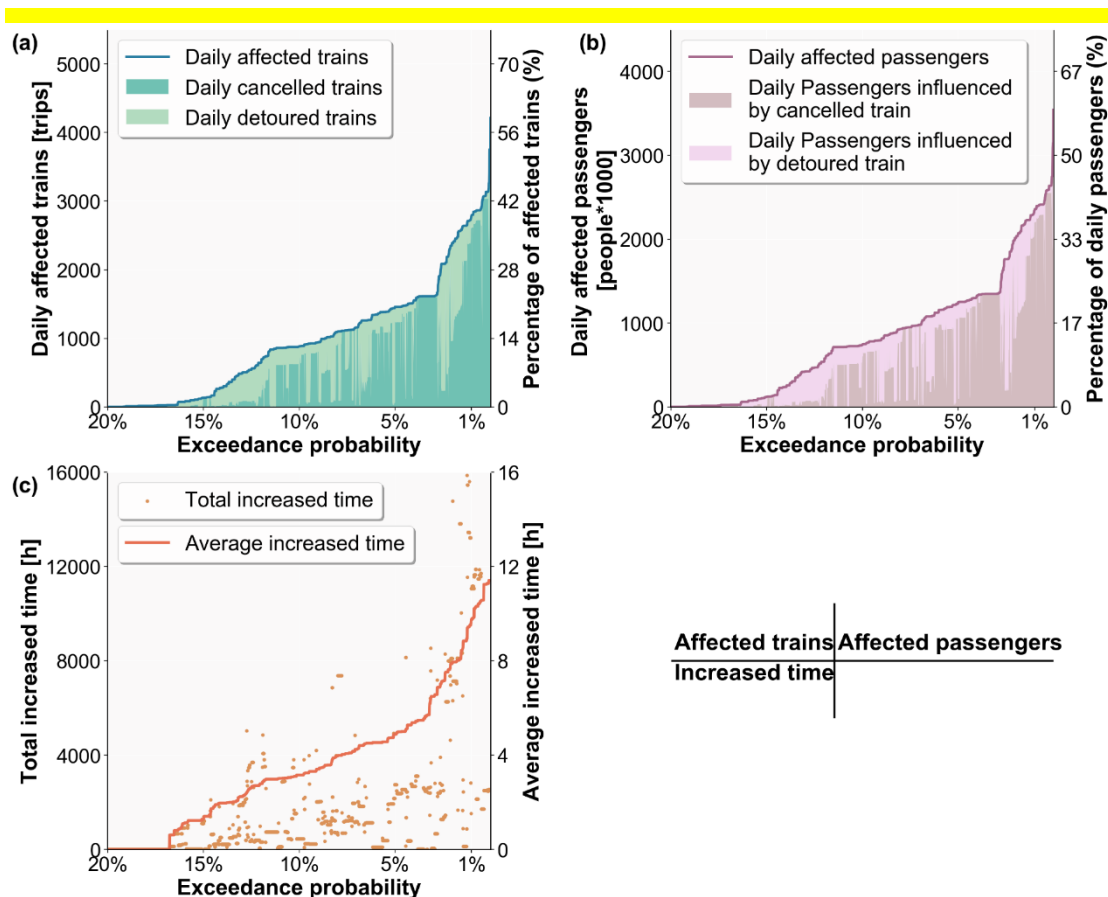 (a)
Daily affected trains
Daily cancelled trains
Daily detoured trains
Daily affected trains [trips]
5000
4000
3000
2000
1000
0
Percentage of affected trains (%)
70
56
42
28
14
0
20%
15%
10%
5%
1%
Exceedance probability
(b)
Daily affected passengers
Daily Passengers influenced
by cancelled train
Daily Passengers influenced
by detoured train
Daily affected passengers
[people*1000]
4000
3000
2000
1000
0
Percentage of daily passengers (%)
67
50
33
17
0
20%
15%
10%
5%
1%
Exceedance probability
(c)
Total increased time
Average increased time
Total increased time [h]
16000
12000
8000
4000
0
Average increased time [h]
16
12
8
4
0
20%
15%
10%
5%
1%
Exceedance probability
Affected trains
Affected passengers
Increased time